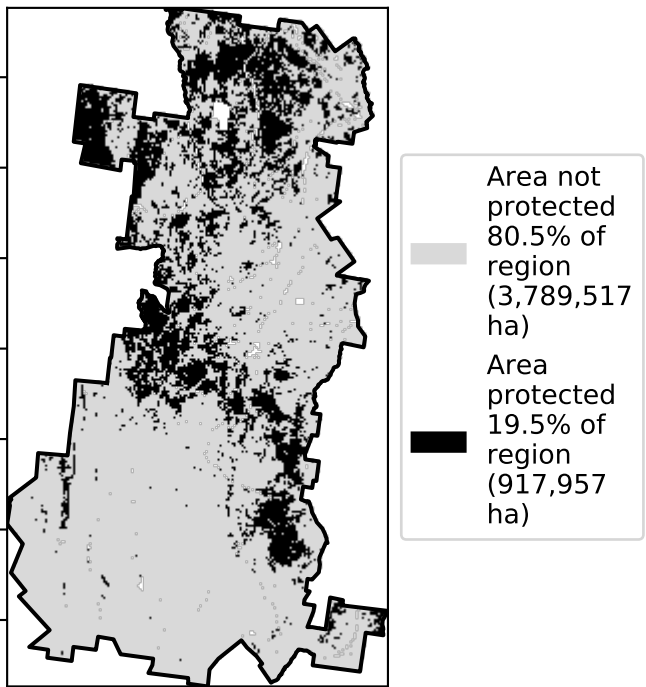 Area not
protected
80.5% of
region
(3,789,517
ha)
Area
protected
19.5% of
region
(917,957
ha)